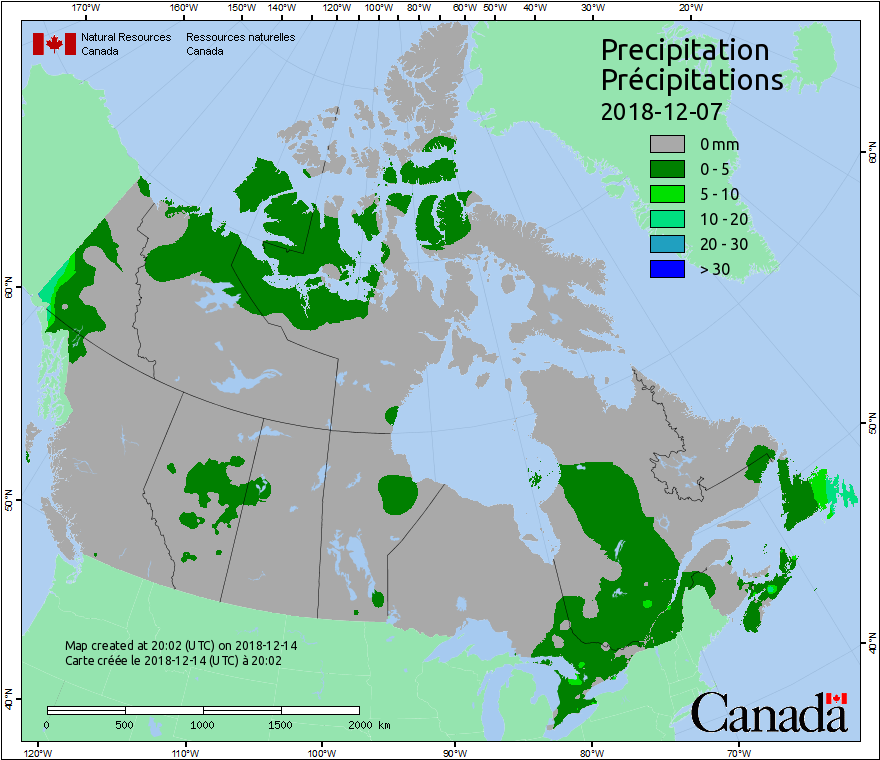 170°W 160°W 150°W 140°W 130°W 120°W 110°W 100°W 90°W 80°W 60°W 50°W 40°W 30°W 20°W
Natural Resources Ressources naturelles
Canada Canada
Precipitation
Précipitations
2018-12-07
0 mm
0 - 5
5 - 10
10 - 20
20 - 30
> 30
60°N
60°N
50°N
50°N
40°N
40°N
Map created at 20:02 (UTC) on 2018-12-14
Carte créée le 2018-12-14 (UTC) à 20:02
0 500 1000 1500 2000 km
Canada
120°W 110°W 100°W 90°W 80°W 70°W